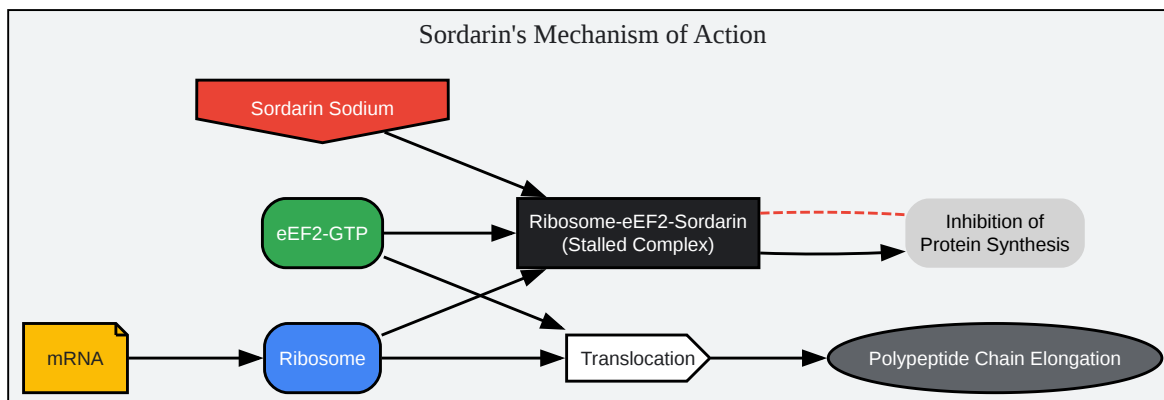 Sordarin's Mechanism of Action
Sordarin Sodium
eEF2-GTP
Ribosome-eEF2-Sordarin
(Stalled Complex)
Inhibition of
Protein Synthesis
mRNA
Ribosome
Translocation
Polypeptide Chain Elongation